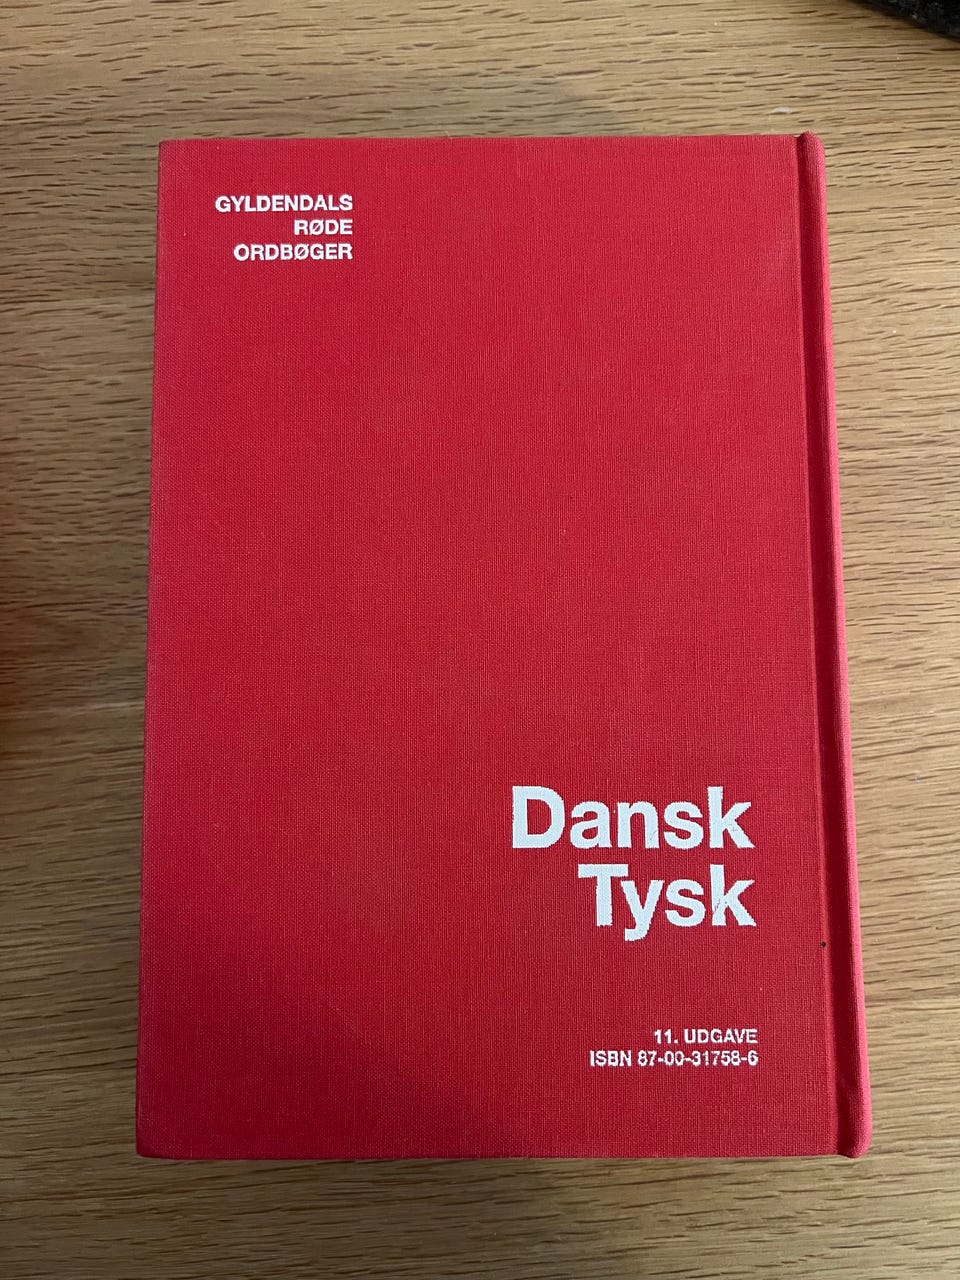 GYLDENDALS
RØDE
ORDBØGER
Dansk
Tysk
11. UDGAVE
ISBN 87-00-31758-6